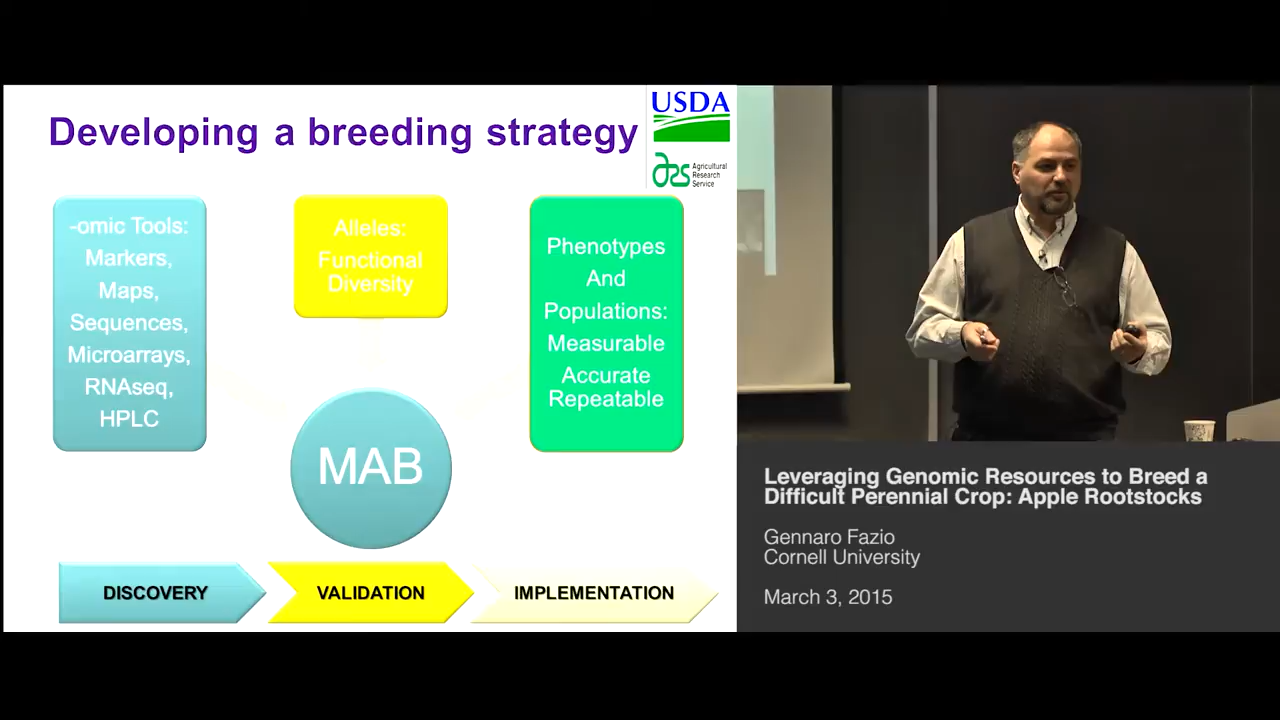 Developing a breeding strategy
USDA
ars
Agricultural
Research
Service
-omic Tools:
Markers,
Maps,
Sequences,
Microarrays,
RNAseq,
HPLC
Alleles:
Functional
Diversity
Phenotypes
And
Populations:
Measurable
Accurate
Repeatable
MAB
DISCOVERY
VALIDATION
IMPLEMENTATION
Leveraging Genomic Resources to Breed a
Difficult Perennial Crop: Apple Rootstocks
Gennaro Fazio
Cornell University
March 3, 2015